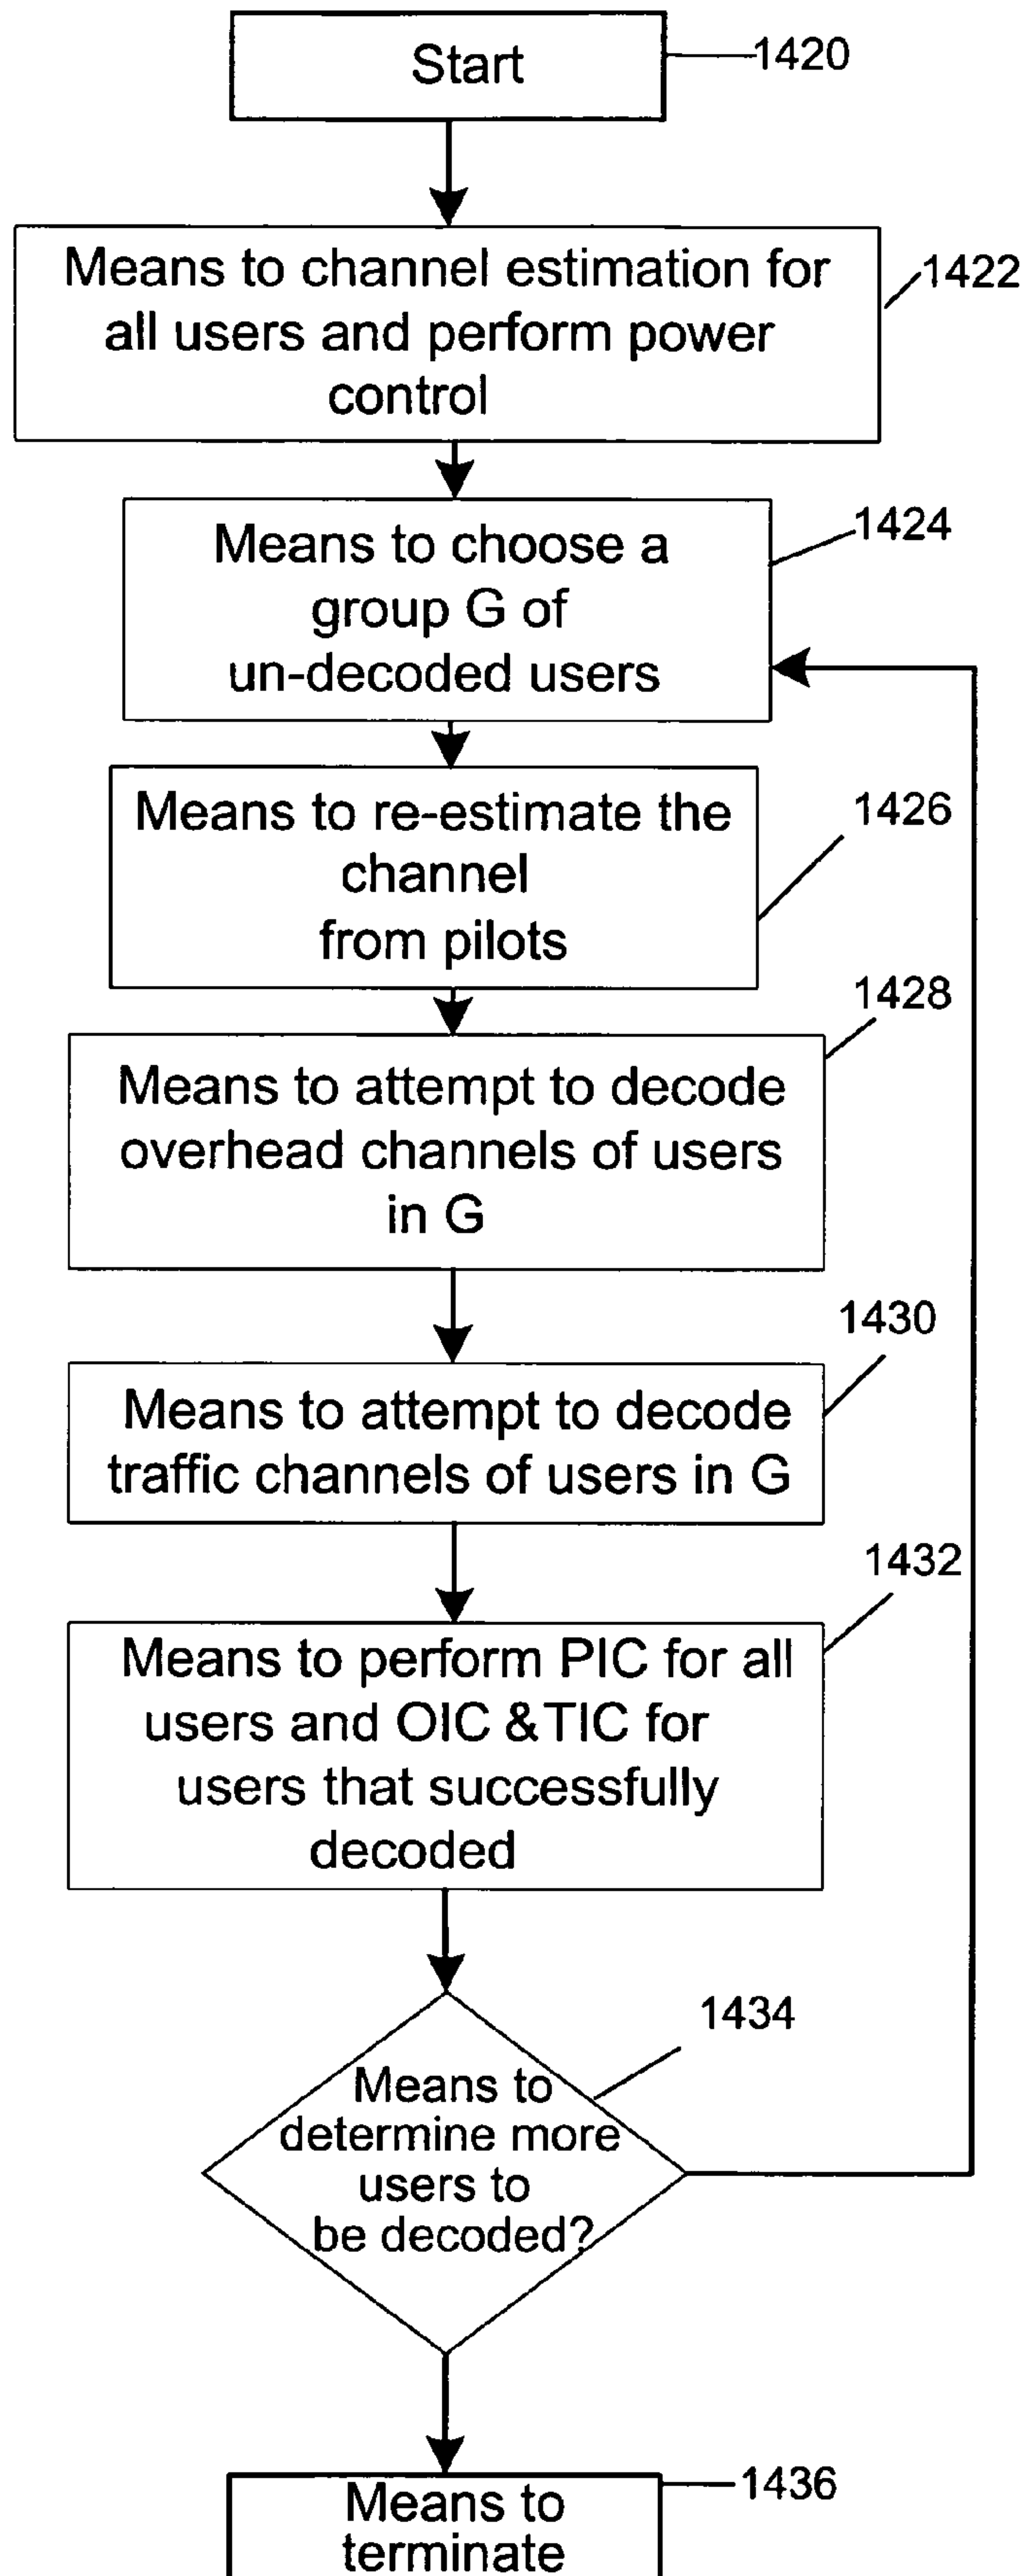 Start
1420
Means to channel estimation for
all users and perform power
control
1422
Means to choose a
group G of
un-decoded users
1424
Means to re-estimate the
channel
from pilots
1426
Means to attempt to decode
overhead channels of users
in G
1428
Means to attempt to decode
traffic channels of users in G
1430
Means to perform PIC for all
users and OIC &TIC for
users that successfully
decoded
1432
Means to
determine more
users to
be decoded?
1434
Means to
terminate
1436